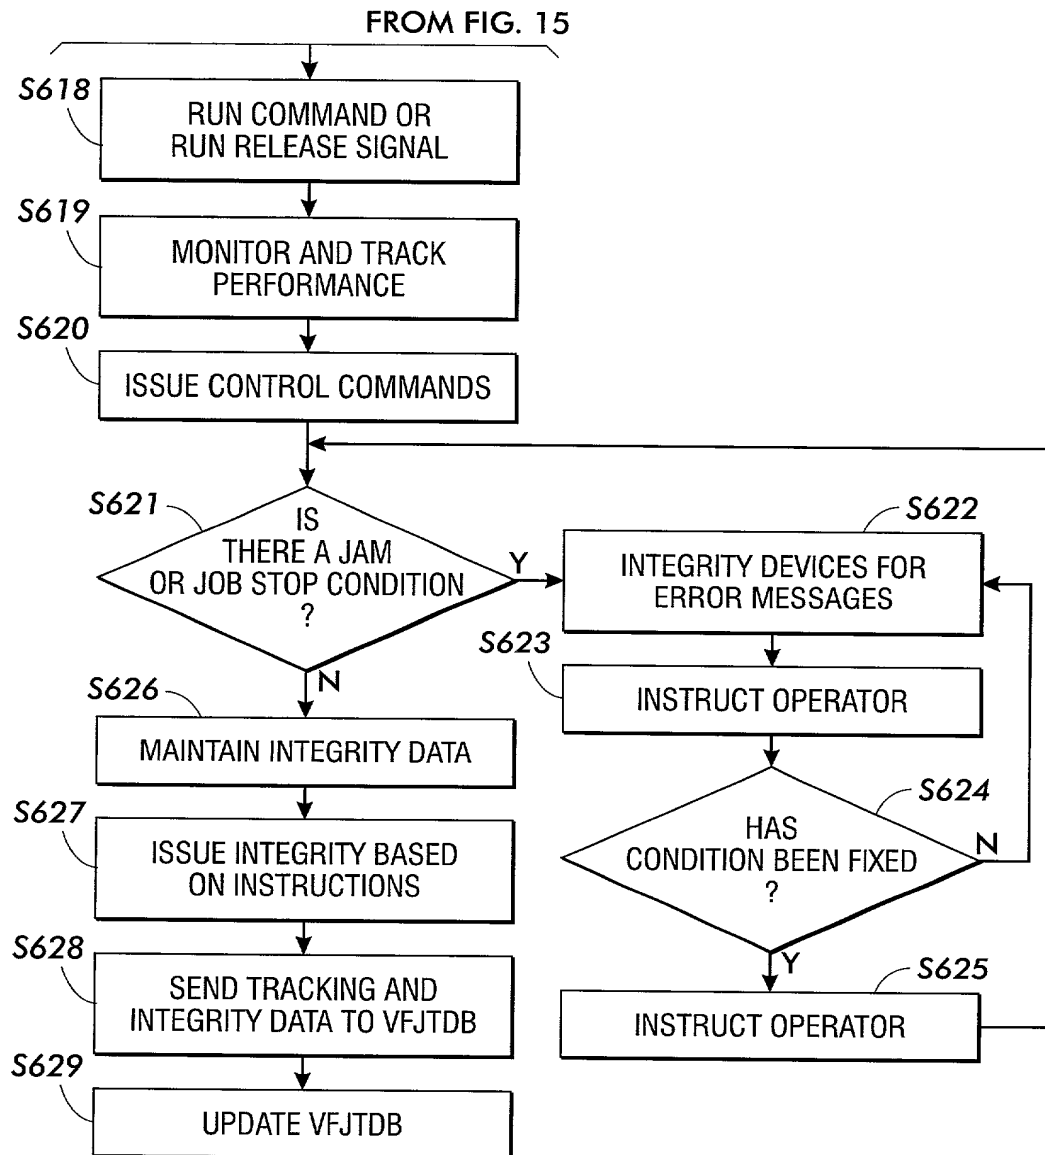 FROM FIG. 15
S618
RUN COMMAND OR
RUN RELEASE SIGNAL
S619
MONITOR AND TRACK
PERFORMANCE
S620
ISSUE CONTROL COMMANDS
S621
IS
THERE A JAM
OR JOB STOP CONDITION
?
Y
N
S622
INTEGRITY DEVICES FOR
ERROR MESSAGES
S623
INSTRUCT OPERATOR
S624
HAS
CONDITION BEEN FIXED
?
N
Y
S625
INSTRUCT OPERATOR
S626
MAINTAIN INTEGRITY DATA
S627
ISSUE INTEGRITY BASED
ON INSTRUCTIONS
S628
SEND TRACKING AND
INTEGRITY DATA TO VFJTDB
S629
UPDATE VFJTDB